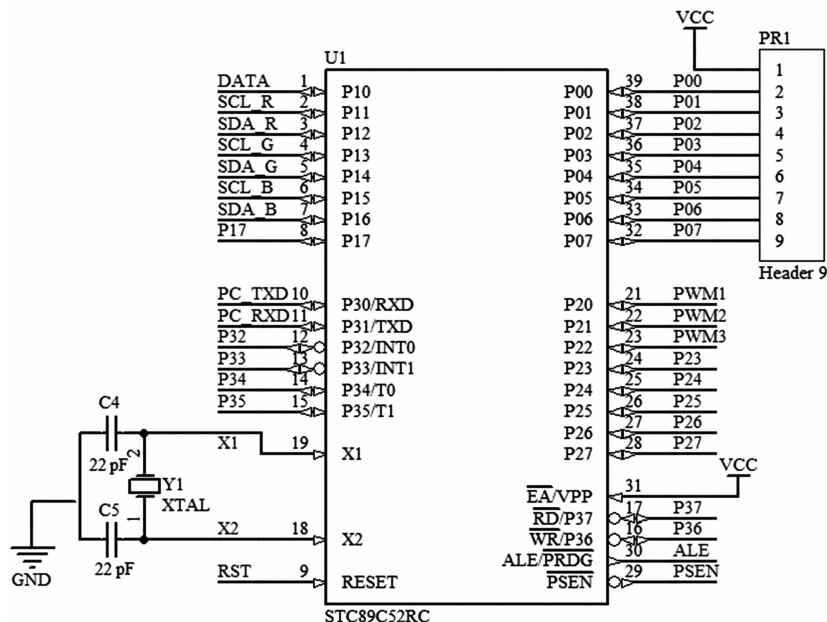 VCC
U1
PR1
DATA 1 P10 P00 39 P00 1
SCL_R 2 P11 P01 38 P01 2
SDA_R 3 P12 P02 37 P02 3
SCL_G 4 P13 P03 36 P03 4
SDA_G 5 P14 P04 35 P04 5
SCL_B 6 P15 P05 34 P05 6
SDA_B 7 P16 P06 33 P06 7
P17 8 P17 P07 32 P07 8
9
Header 9
PC_TXD 10 P30/RXD P20 21 PWM1
PC_RXD 11 P31/TXD P21 22 PWM2
P32 12 P32/INT0 P22 23 PWM3
P33 13 P33/INT1 P23 24 P23
P34 14 P34/T0 P24 25 P24
P35 15 P35/T1 P25 26 P25
P26 27 P26
C4
X1 19 X1 P27 28 P27
22 pF
2
VCC
Y1
XTAL
EA/VPP 31
C5
1
RD/P37 17 P37
X2 18 X2 WR/P36 16 P36
22 pF
GND
ALE/PRDG 30 ALE
RST 9 RESET PSEN 29 PSEN
STC89C52RC